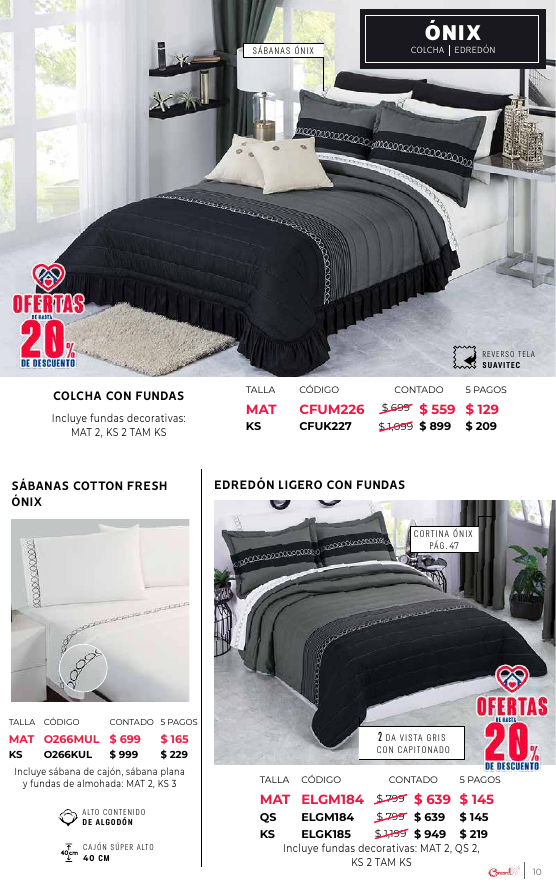 ÓNIX
COLCHA | EDREDÓN
SÁBANAS ÓNIX
OFERTAS
DE HASTA
20%
DE DESCUENTO
REVERSO TELA
SUAVITEC
COLCHA CON FUNDAS
Incluye fundas decorativas:
MAT 2, KS 2 TAM KS
TALLA CÓDIGO CONTADO 5 PAGOS
MAT CFUM226 $ 699 $ 559 $ 129
KS CFUK227 $ 1,099 $ 899 $ 209
SÁBANAS COTTON FRESH
ÓNIX
TALLA CÓDIGO CONTADO 5 PAGOS
MAT O266MUL $ 699 $ 165
KS O266KUL $ 999 $ 229
Incluye sábana de cajón, sábana plana
y fundas de almohada: MAT 2, KS 3
ALTO CONTENIDO
DE ALGODÓN
40cm
CAJÓN SÚPER ALTO
40 CM
EDREDÓN LIGERO CON FUNDAS
CORTINA ÓNIX
PÁG. 47
OFERTAS
DE HASTA
20%
DE DESCUENTO
2 DA VISTA GRIS
CON CAPITONADO
TALLA CÓDIGO CONTADO 5 PAGOS
MAT ELGM184 $ 799 $ 639 $ 145
QS ELGM184 $ 799 $ 639 $ 145
KS ELGK185 $ 1,199 $ 949 $ 219
Incluye fundas decorativas: MAT 2, QS 2,
KS 2 TAM KS
10